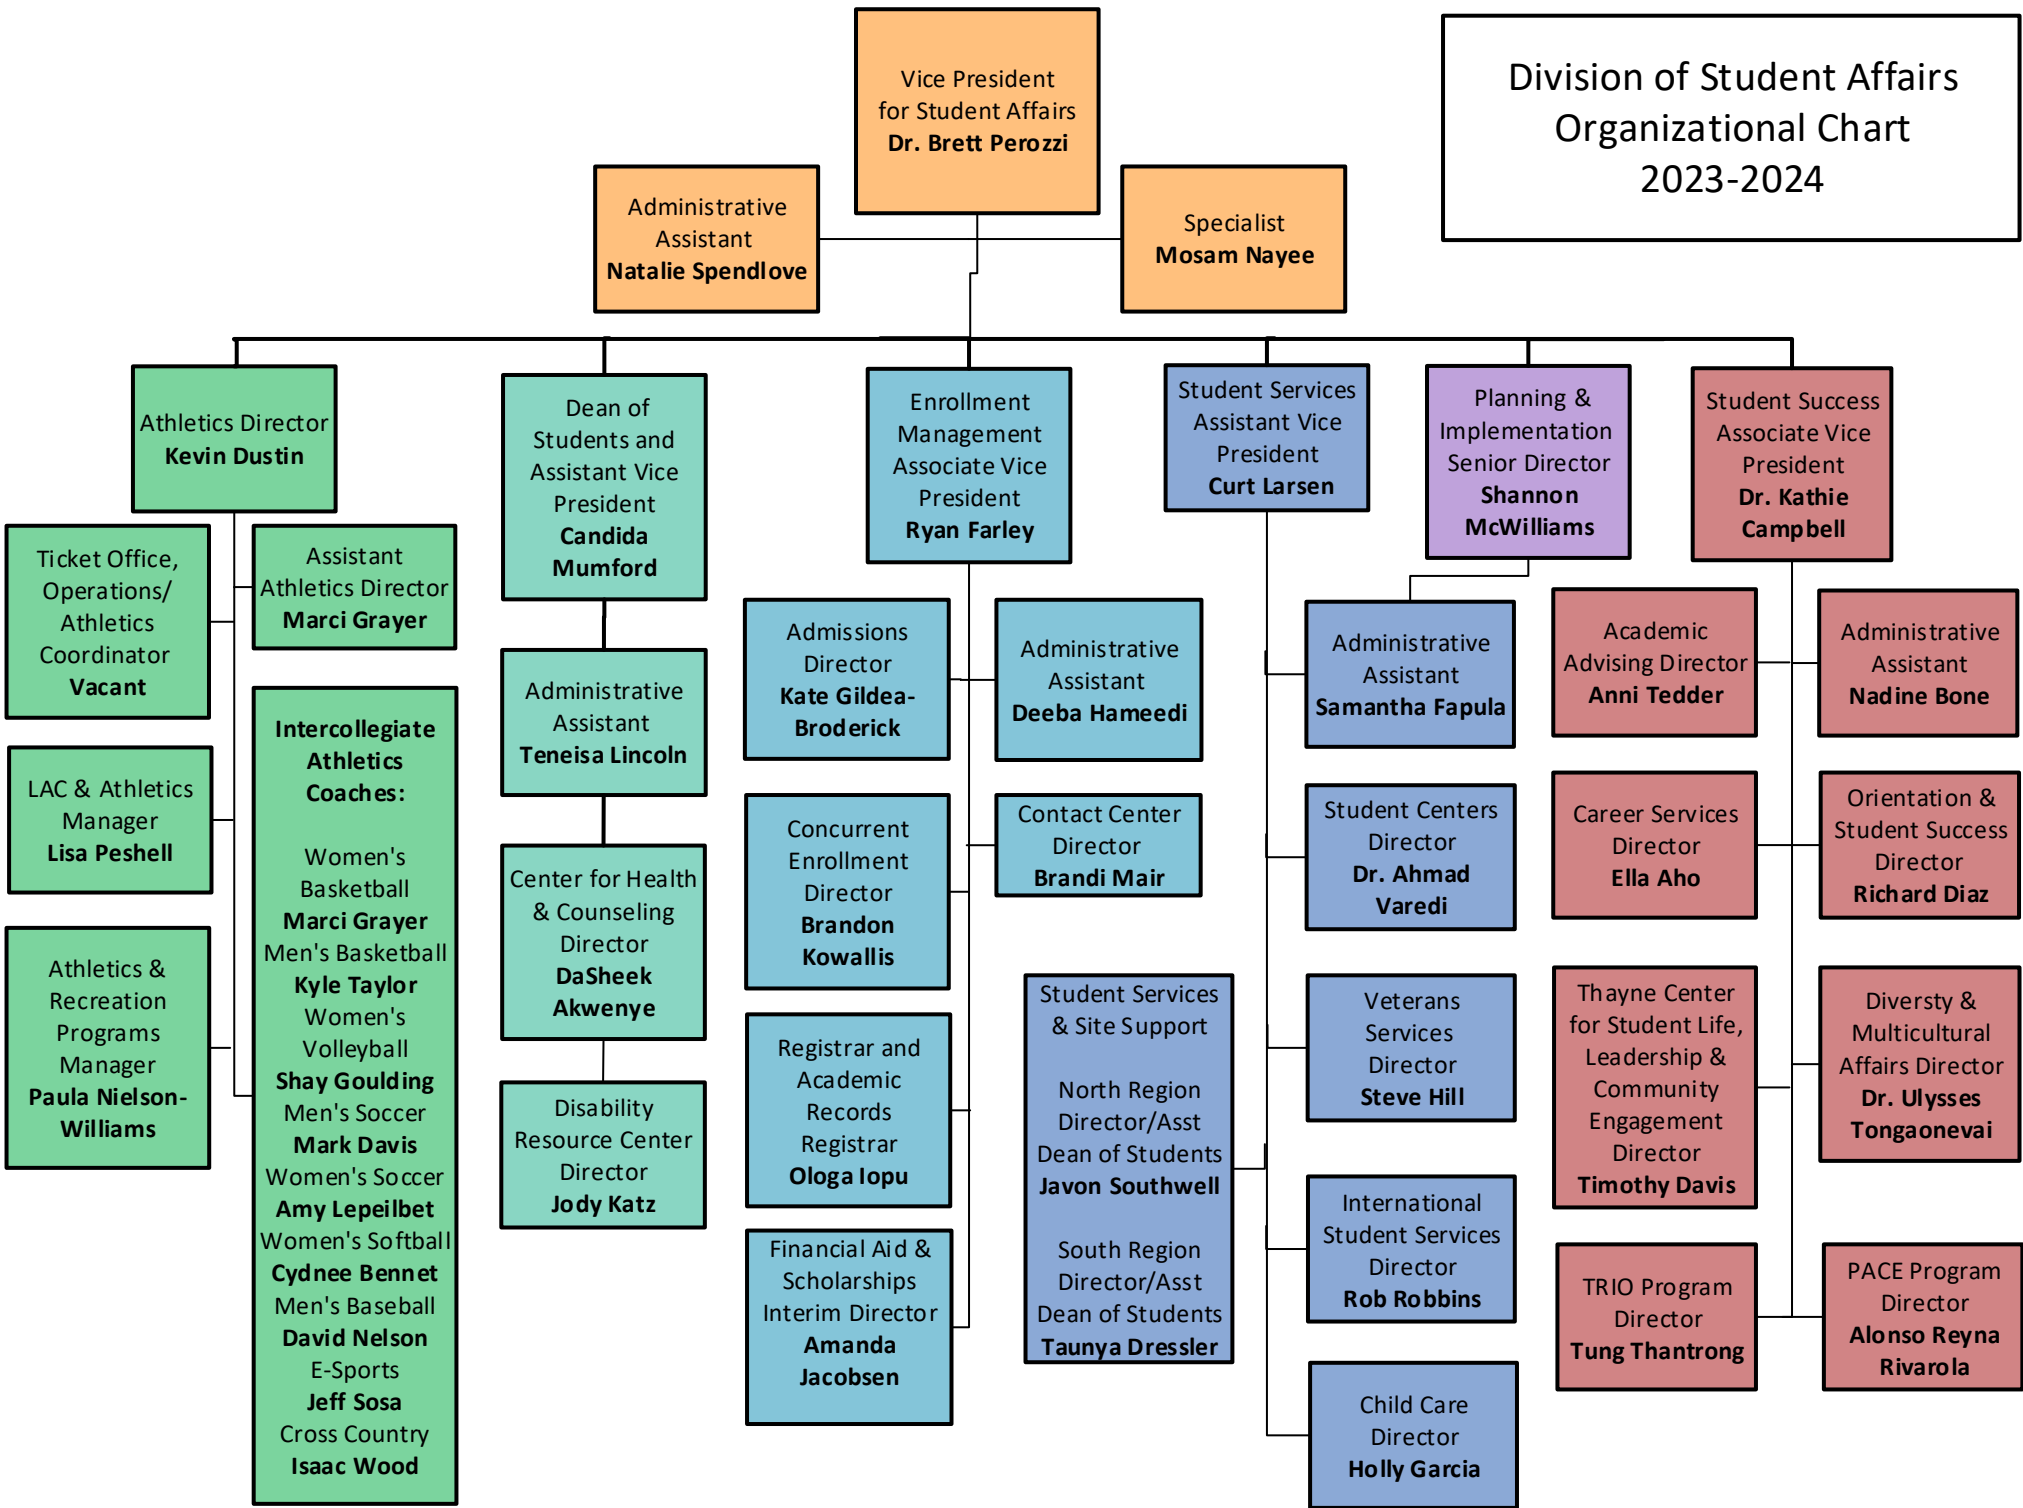 Vice President
for Student Affairs
Dr. Brett Perozzi
Division of Student Affairs
Organizational Chart
2023-2024
Administrative
Assistant
Natalie Spendlove
Specialist
Mosam Nayee
Athletics Director
Kevin Dustin
Ticket Office,
Operations/
Athletics
Coordinator
Vacant
Assistant
Athletics Director
Marci Grayer
LAC & Athletics
Manager
Lisa Peshell
Athletics &
Recreation
Programs
Manager
Paula Nielson-
Williams
Intercollegiate
Athletics
Coaches:
Women's
Basketball
Marci Grayer
Men's Basketball
Kyle Taylor
Women's
Volleyball
Shay Goulding
Men's Soccer
Mark Davis
Women's Soccer
Amy Lepeilbet
Women's Softball
Cydnee Bennet
Men's Baseball
David Nelson
E-Sports
Jeff Sosa
Cross Country
Isaac Wood
Dean of
Students and
Assistant Vice
President
Candida
Mumford
Administrative
Assistant
Teneisa Lincoln
Center for Health
& Counseling
Director
DaSheek
Akwenye
Disability
Resource Center
Director
Jody Katz
Enrollment
Management
Associate Vice
President
Ryan Farley
Admissions
Director
Kate Gildea-
Broderick
Administrative
Assistant
Deeba Hameedi
Concurrent
Enrollment
Director
Brandon
Kowallis
Contact Center
Director
Brandi Mair
Registrar and
Academic
Records
Registrar
Ologa Iopu
Financial Aid &
Scholarships
Interim Director
Amanda
Jacobsen
Student Services
Assistant Vice
President
Curt Larsen
Administrative
Assistant
Samantha Fapula
Student Centers
Director
Dr. Ahmad
Varedi
Student Services
& Site Support
North Region
Director/Asst
Dean of Students
Javon Southwell
South Region
Director/Asst
Dean of Students
Taunya Dressler
Veterans
Services
Director
Steve Hill
International
Student Services
Director
Rob Robbins
Child Care
Director
Holly Garcia
Planning &
Implementation
Senior Director
Shannon
McWilliams
Student Success
Associate Vice
President
Dr. Kathie
Campbell
Academic
Advising Director
Anni Tedder
Administrative
Assistant
Nadine Bone
Career Services
Director
Ella Aho
Orientation &
Student Success
Director
Richard Diaz
Thayne Center
for Student Life,
Leadership &
Community
Engagement
Director
Timothy Davis
Diversty &
Multicultural
Affairs Director
Dr. Ulysses
Tongaonevai
TRIO Program
Director
Tung Thantrong
PACE Program
Director
Alonso Reyna
Rivarola